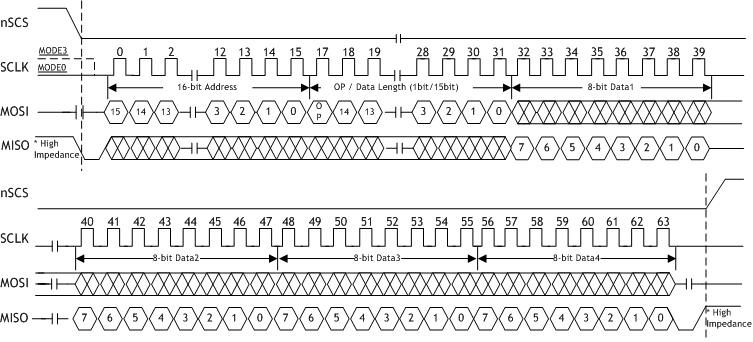 nSCS
MODE3
0 1 2 12 13 14 15 17 18 19 28 29 30 31 32 33 34 35 36 37 38 39
SCLK MODE0
16-bit Address OP / Data Length (1bit/15bit) 8-bit Data1
MOSI 15 14 13 3 2 1 0 OP 14 13 3 2 1 0
MISO * High Impedance 7 6 5 4 3 2 1 0
nSCS
40 41 42 43 44 45 46 47 48 49 50 51 52 53 54 55 56 57 58 59 60 61 62 63
SCLK
8-bit Data2 8-bit Data3 8-bit Data4
MOSI
MISO 7 6 5 4 3 2 1 0 7 6 5 4 3 2 1 0 7 6 5 4 3 2 1 0 * High Impedance